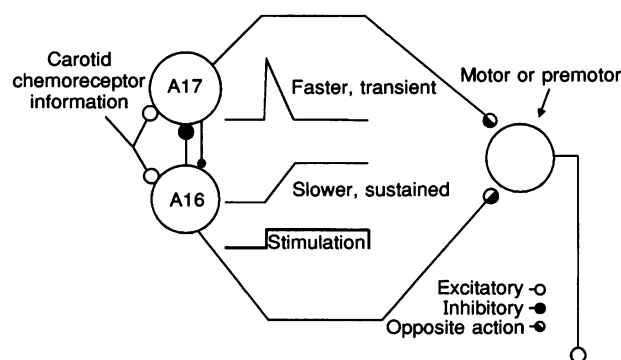 Carotid
chemoreceptor
information
A17
Faster, transient
Motor or premotor
A16
Slower, sustained
Stimulation
Excitatory
Inhibitory
Opposite action